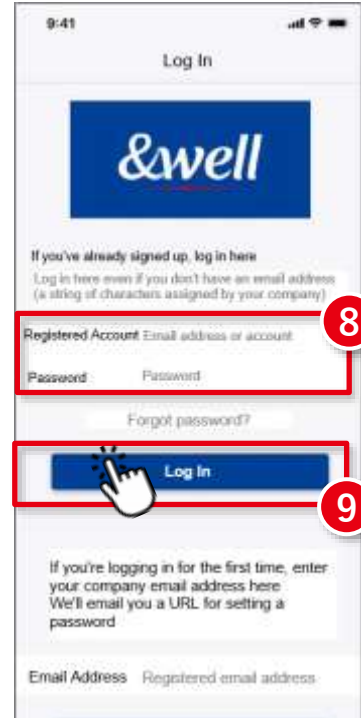 9:41
Log In
&well
If you've already signed up, log in here
Log in here even if you don't have an email address
(a string of characters assigned by your company)
Registered Account Email address or account
8
Password Password
Forgot password?
Log In
9
If you're logging in for the first time, enter
your company email address here
We'll email you a URL for setting a
password
Email Address Registered email address